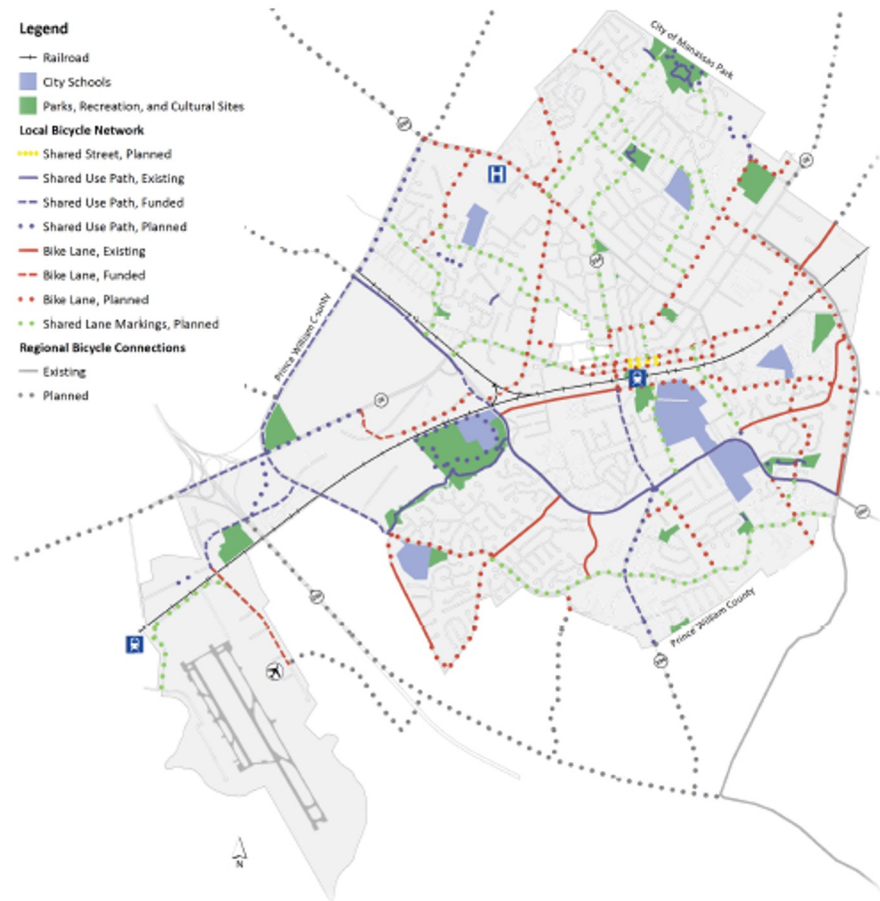 Legend
Railroad
City Schools
Parks, Recreation, and Cultural Sites
Local Bicycle Network
Shared Street, Planned
Shared Use Path, Existing
Shared Use Path, Funded
Shared Use Path, Planned
Bike Lane, Existing
Bike Lane, Funded
Bike Lane, Planned
Shared Lane Markings, Planned
Regional Bicycle Connections
Existing
Planned
City of Manassas Park
H
Prince William County
Prince William County
N